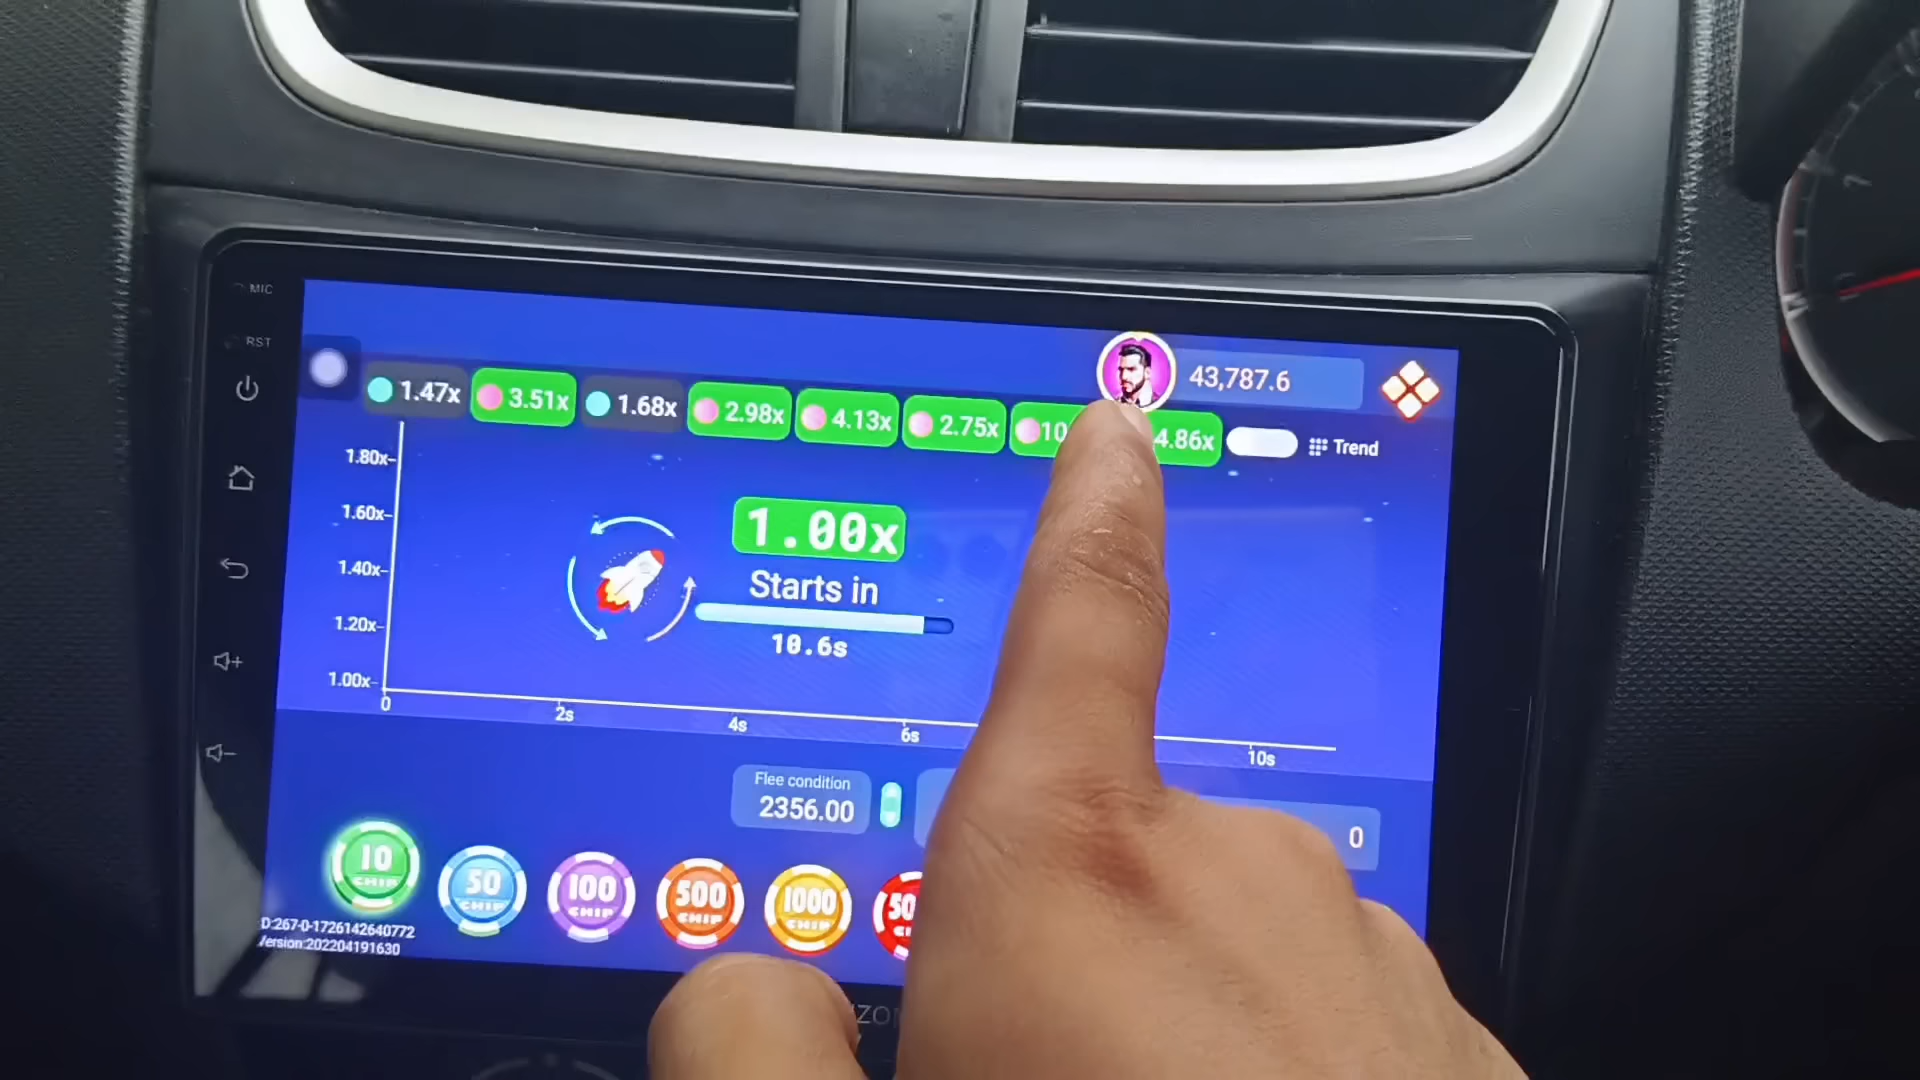 MIC
RST
43,787.6
1.47x 3.51x 1.68x 2.98x 4.13x 2.75x 10 4.86x Trend
1.80x
1.60x
1.40x
1.20x
1.00x
1.00x
Starts in
10.6s
0 2s 4s 6s 10s
Flee condition
2356.00
0
10 CHIP
50 CHIP
100 CHIP
500 CHIP
1000 CHIP
50
D:267-0-1726142640772
Version:202204191630